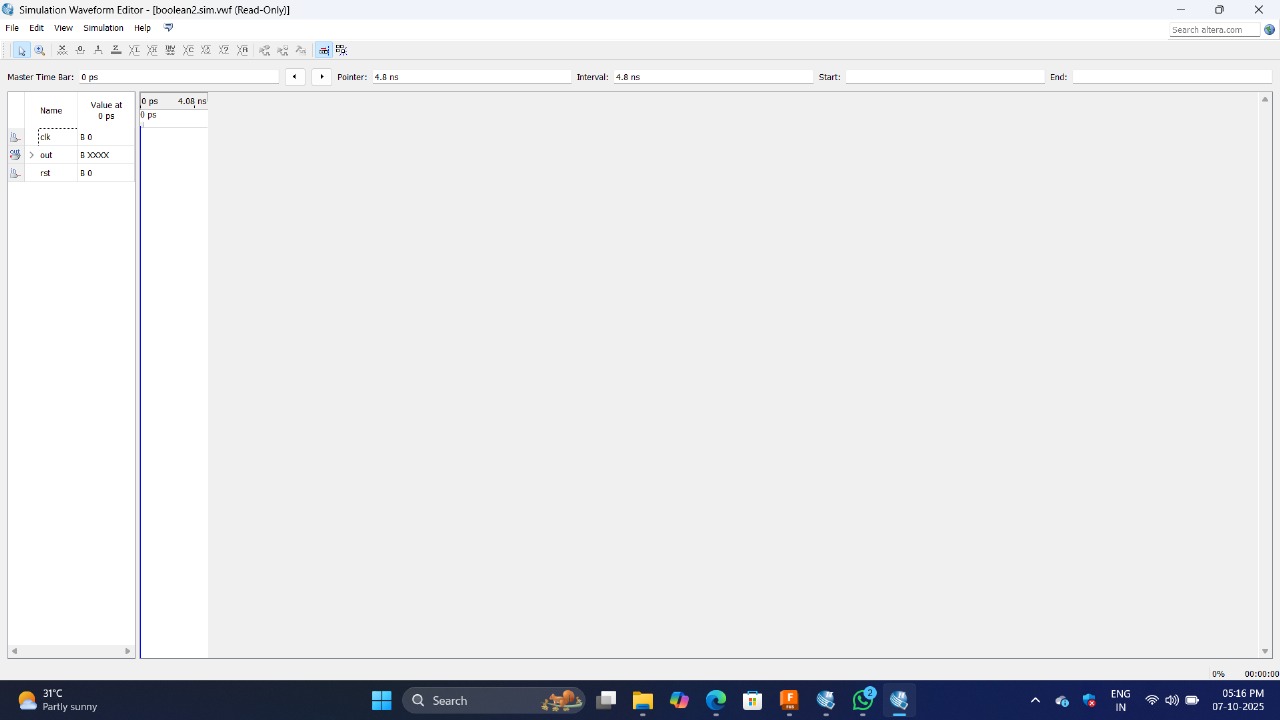 Simulation Waveform Editor - [boolean2.sim.vwf (Read-Only)]
File Edit View Simulation Help
Search altera.com
Master Time Bar: 0 ps Pointer: 4.8 ns Interval: 4.8 ns Start: End:
Name Value at 0 ps
0 ps 4.08 ns
0 ps
clk B 0
out B XXXX
rst B 0
0% 00:00:00
31°C
Partly sunny
Search
2
ENG
IN
05:16 PM
07-10-2025